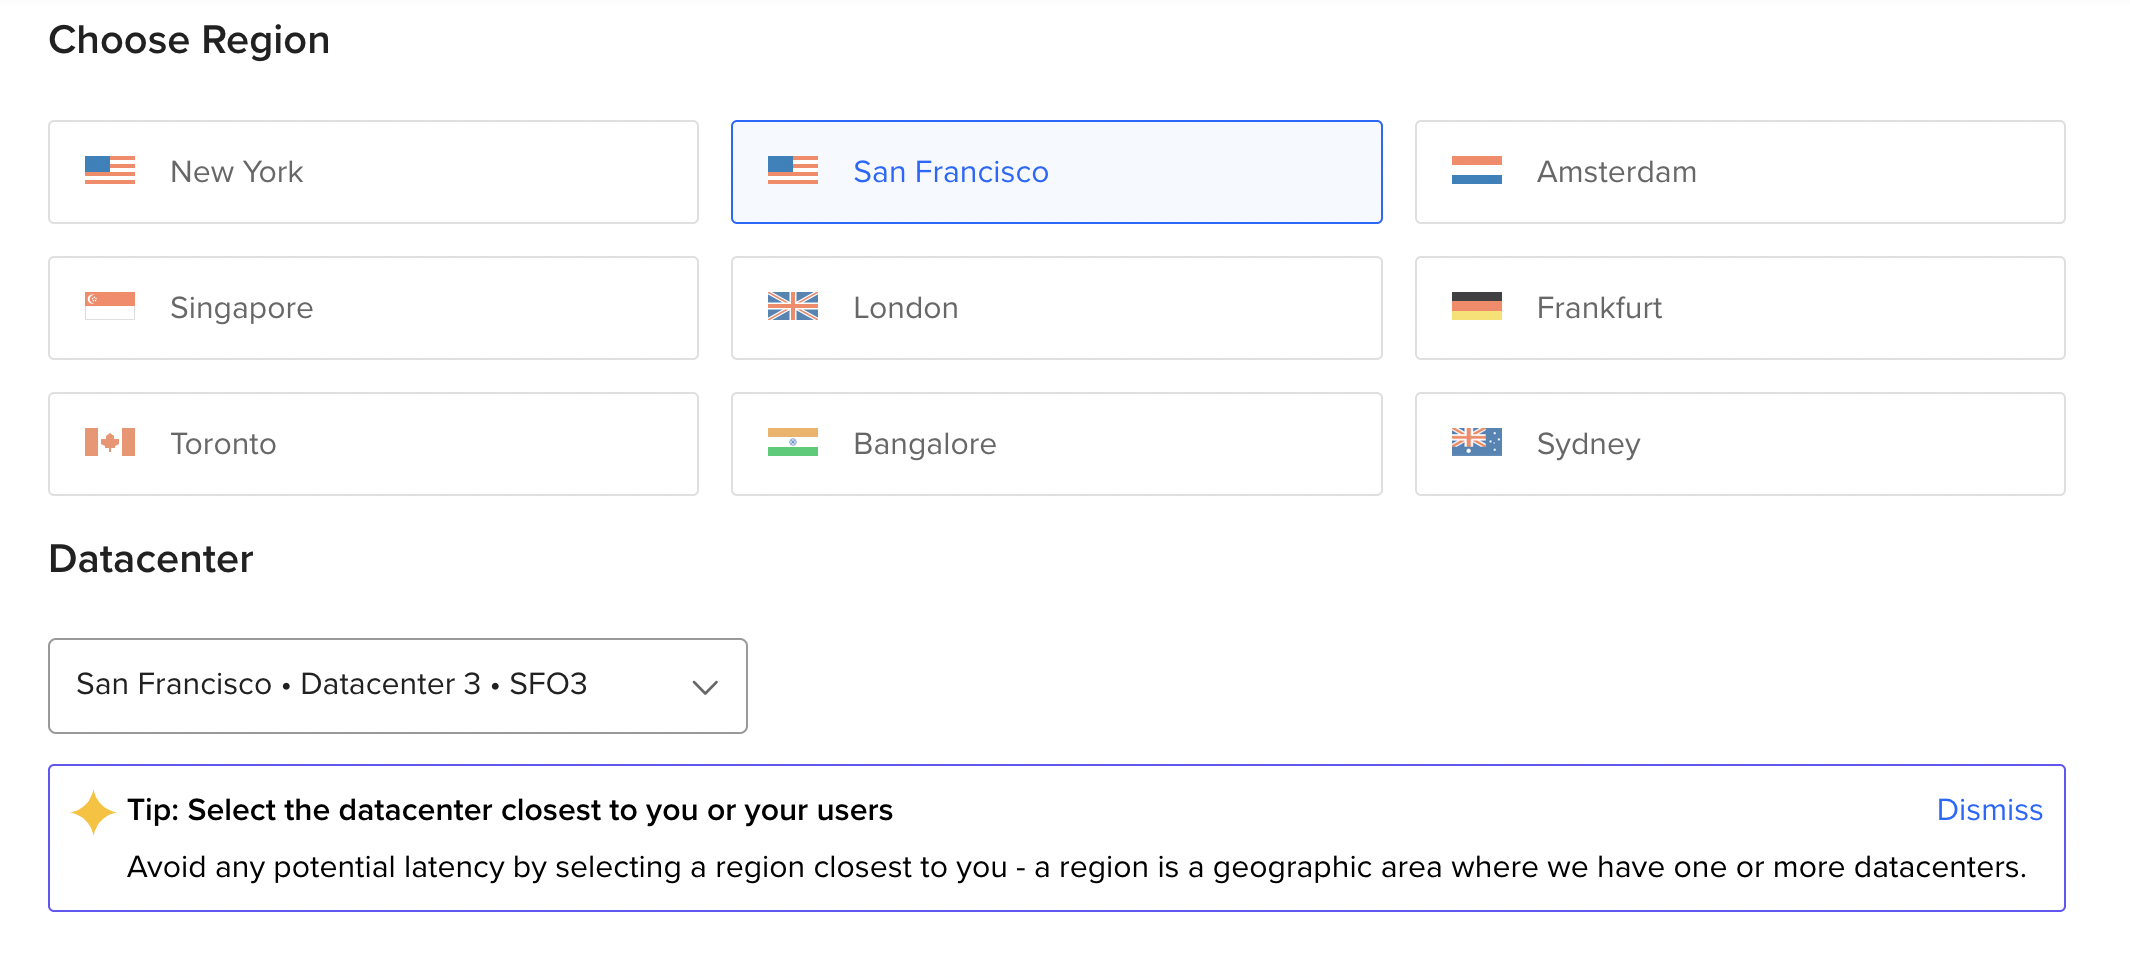 Choose Region
New York
San Francisco
Amsterdam
Singapore
London
Frankfurt
Toronto
Bangalore
Sydney
Datacenter
San Francisco • Datacenter 3 • SFO3
Tip: Select the datacenter closest to you or your users
Dismiss
Avoid any potential latency by selecting a region closest to you - a region is a geographic area where we have one or more datacenters.